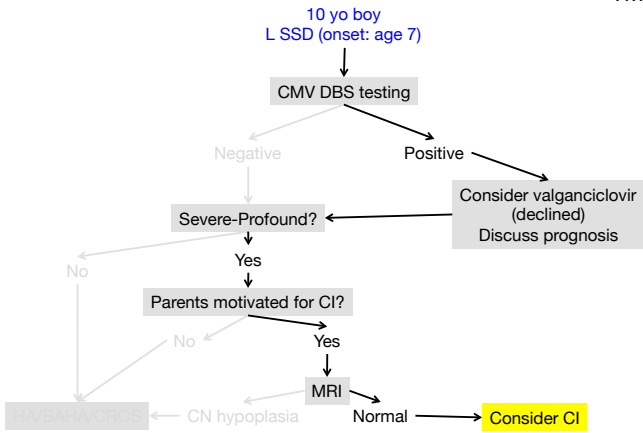 10 yo boy
L SSD (onset: age 7)
CMV DBS testing
Negative
Positive
Consider valganciclovir
(declined)
Discuss prognosis
Severe-Profound?
No
Yes
Parents motivated for CI?
No
Yes
MRI
HA/BAHA/CROS
CN hypoplasia
Normal
Consider CI